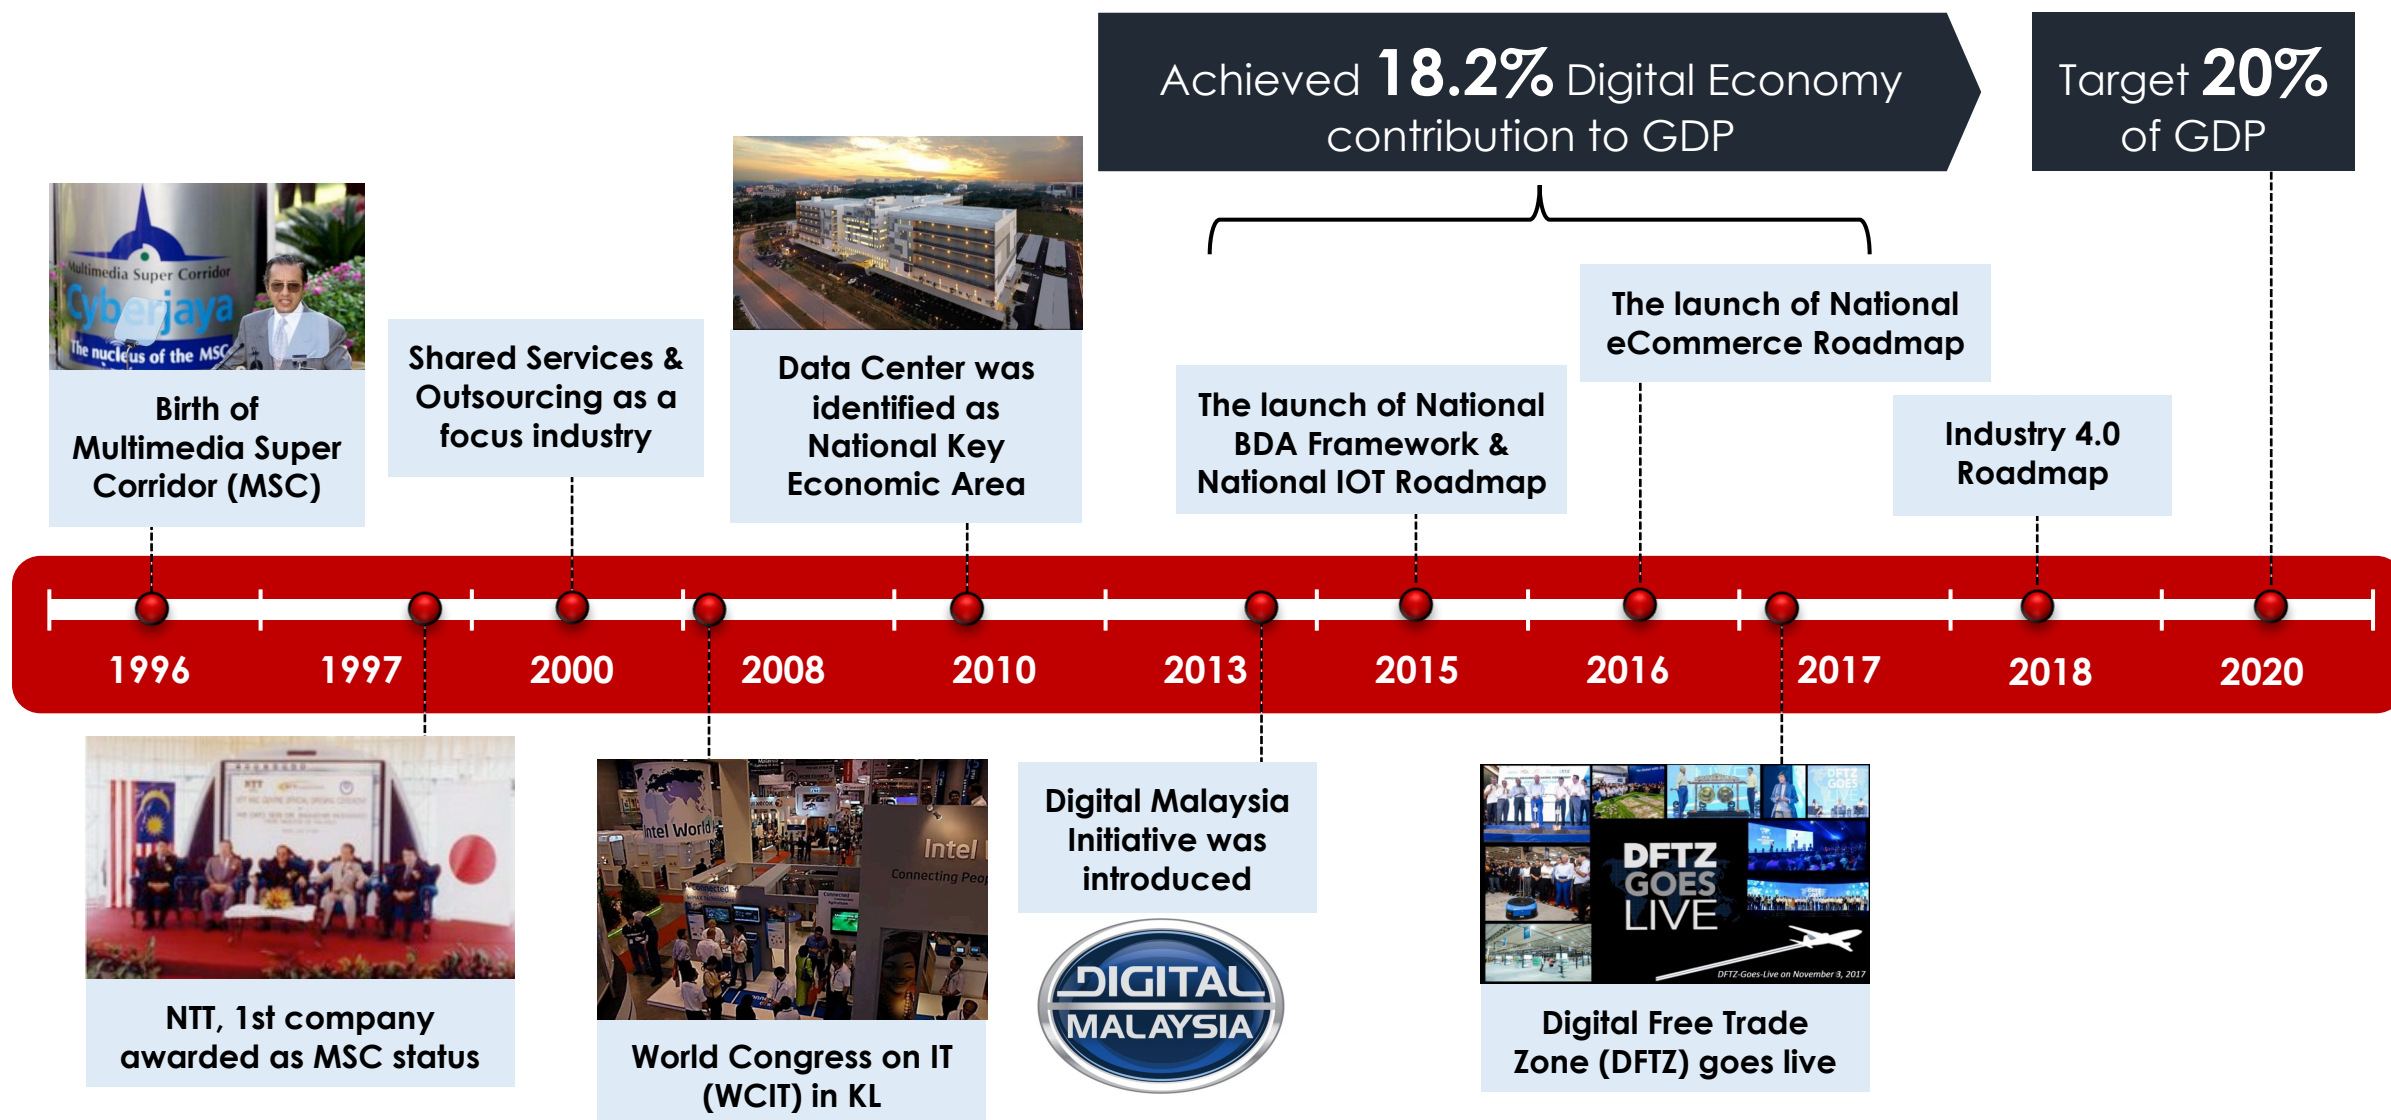 Achieved 18.2% Digital Economy
contribution to GDP
Target 20%
of GDP
Multimedia Super Corridor
Cyberjaya
The nucleus of the MSC
Birth of
Multimedia Super
Corridor (MSC)
Shared Services &
Outsourcing as a
focus industry
Data Center was
identified as
National Key
Economic Area
The launch of National
BDA Framework &
National IOT Roadmap
The launch of National
eCommerce Roadmap
Industry 4.0
Roadmap
1996
1997
2000
2008
2010
2013
2015
2016
2017
2018
2020
NTT
NTT, 1st company
awarded as MSC status
Intel World
Intel
Connecting
Connected
xerox
World Congress on IT
(WCIT) in KL
Digital Malaysia
Initiative was
introduced
DIGITAL
MALAYSIA
DFTZ
GOES
LIVE
DFTZ
GOES
LIVE
DFTZ-Goes-Live on November 3, 2017
Digital Free Trade
Zone (DFTZ) goes live